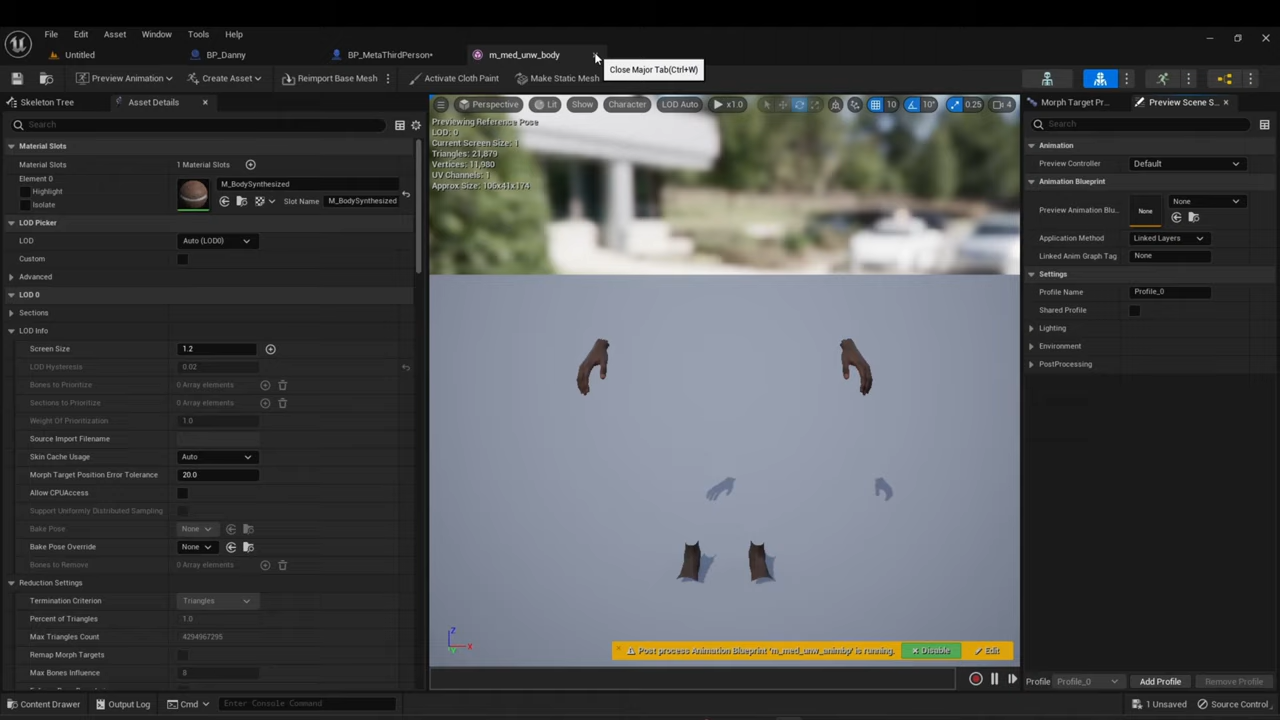 File Edit Asset Window Tools Help
Untitled BP_Danny BP_MetaThirdPerson• m_med_unw_body
Close Major Tab(Ctrl+W)
Preview Animation Create Asset Reimport Base Mesh Activate Cloth Paint Make Static Mesh
Skeleton Tree Asset Details
Perspective Lit Show Character LOD Auto x1.0 10 10° 0.25 4
Morph Target Pr... Preview Scene S...
Search
Search
Previewing Reference Pose
LOD: 0
Current Screen Size: 1
Triangles: 21,879
Vertices: 11,980
UV Channels: 1
Approx Size: 106x41x174
Material Slots
Material Slots 1 Material Slots
Element 0
Highlight
Isolate
M_BodySynthesized
Slot Name M_BodySynthesized
LOD Picker
LOD Auto (LOD0)
Custom
Advanced
LOD 0
Sections
LOD Info
Screen Size 1.2
LOD Hysteresis 0.02
Bones to Prioritize 0 Array elements
Sections to Prioritize 0 Array elements
Weight Of Prioritization 1.0
Source Import Filename
Skin Cache Usage Auto
Morph Target Position Error Tolerance 20.0
Allow CPUAccess
Support Uniformly Distributed Sampling
Bake Pose None
Bake Pose Override None
Bones to Remove 0 Array elements
Reduction Settings
Termination Criterion Triangles
Percent of Triangles 1.0
Max Triangles Count 4294967295
Remap Morph Targets
Max Bones Influence 8
Animation
Preview Controller Default
Animation Blueprint
Preview Animation Blu... None None
Application Method Linked Layers
Linked Anim Graph Tag None
Settings
Profile Name Profile_0
Shared Profile
Lighting
Environment
PostProcessing
Z X
Post process Animation Blueprint 'm_med_unw_animbp' is running. Disable Edit
Profile Profile_0 Add Profile Remove Profile
Content Drawer Output Log Cmd Enter Console Command
1 Unsaved Source Control